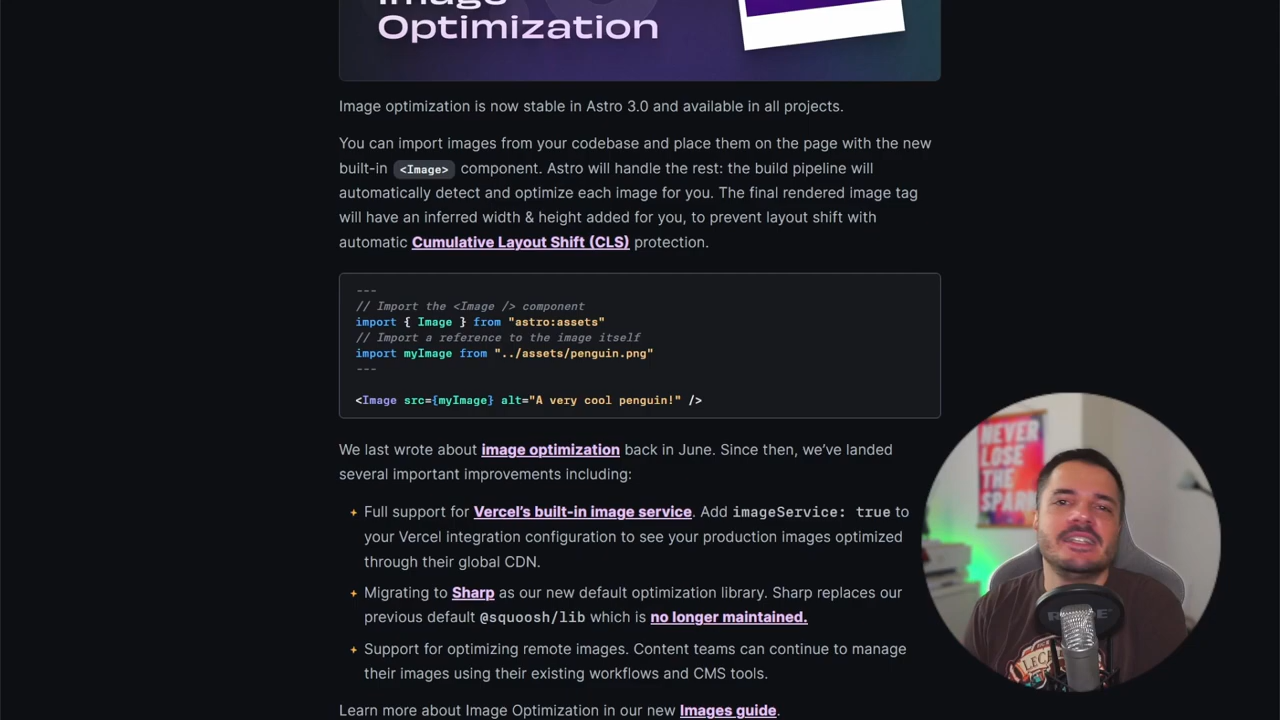 Image
Optimization
Image optimization is now stable in Astro 3.0 and available in all projects.
You can import images from your codebase and place them on the page with the new
built-in <Image> component. Astro will handle the rest: the build pipeline will
automatically detect and optimize each image for you. The final rendered image tag
will have an inferred width & height added for you, to prevent layout shift with
automatic Cumulative Layout Shift (CLS) protection.
---
// Import the <Image /> component
import { Image } from "astro:assets"
// Import a reference to the image itself
import myImage from "../assets/penguin.png"
---
<Image src={myImage} alt="A very cool penguin!" />
We last wrote about image optimization back in June. Since then, we've landed
several important improvements including:
Full support for Vercel's built-in image service. Add imageService: true to
your Vercel integration configuration to see your production images optimized
through their global CDN.
Migrating to Sharp as our new default optimization library. Sharp replaces our
previous default @squoosh/lib which is no longer maintained.
Support for optimizing remote images. Content teams can continue to manage
their images using their existing workflows and CMS tools.
Learn more about Image Optimization in our new Images guide.
NEVER
LOSE
THE
SPARK